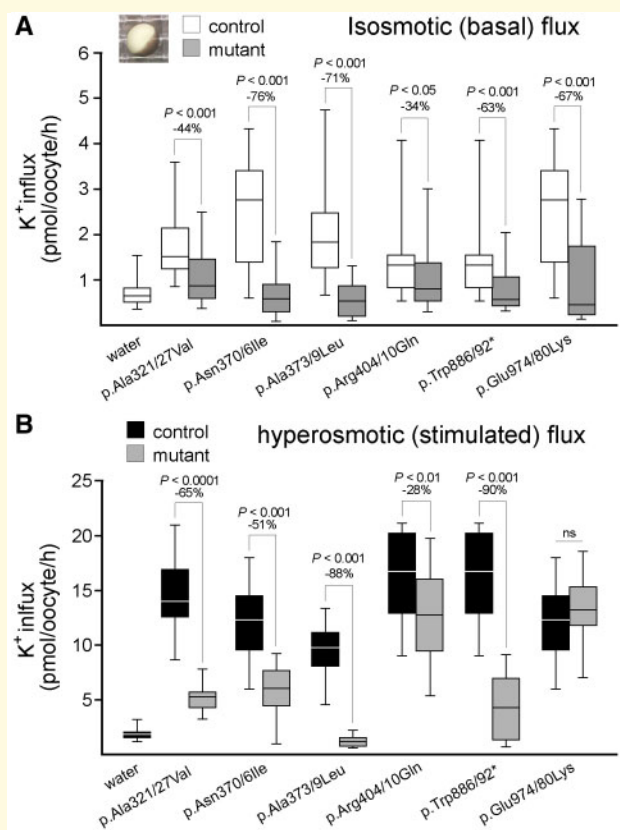 A
control
mutant
Isosmotic (basal) flux
K+influx
(pmol/oocyte/h)
6
5
4
3
2
1
P < 0.001
-44%
P < 0.001
-76%
P < 0.001
-71%
P < 0.05
-34%
P < 0.001
-63%
P < 0.001
-67%
water
p.Ala321/27Val
p.Asn370/6Ile
p.Ala373/9Leu
p.Arg404/10Gln
p.Trp886/92*
p.Glu974/80Lys
B
control
mutant
hyperosmotic (stimulated) flux
K+inlfux
(pmol/oocyte/h)
25
20
15
10
5
P < 0.0001
-65%
P < 0.001
-51%
P < 0.001
-88%
P < 0.01
-28%
P < 0.001
-90%
ns
water
p.Ala321/27Val
p.Asn370/6Ile
p.Ala373/9Leu
p.Arg404/10Gln
p.Trp886/92*
p.Glu974/80Lys